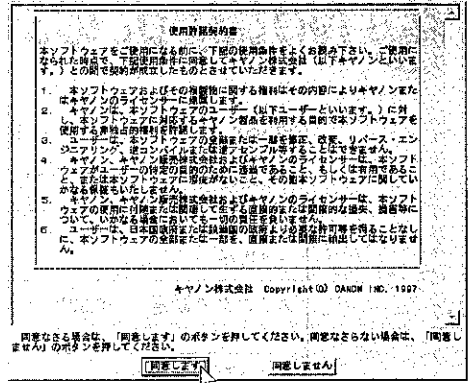 使用許諾契約書
本ソフトウェアをご使用になる前に、下記の使用条件をよくお読み下さい。ご使用に
なられた時点で、下記使用条件に同意してキヤノン株式会社（以下キヤノンといいま
す。）との間で契約が成立したものとさせていただきます。
1. 本ソフトウェアおよびその複製物に関する権利はその内容によりキヤノンまた
はキヤノンのライセンサーに帰属します。
2. キヤノンは、本ソフトウェアのユーザー（以下ユーザーといいます。）に対
し、本ソフトウェアに対応するキヤノン製品を利用する目的で本ソフトウェアを
使用する非独占的権利を許諾します。
3. ユーザーは、本ソフトウェアの全部または一部を修正、改変、リバース・エン
ジニアリング、逆コンパイルまたは逆アセンブル等することはできません。
4. キヤノン、キヤノン販売株式会社およびキヤノンのライセンサーは、本ソフト
ウェアがユーザーの特定の目的のために適当であること、もしくは有用であるこ
と、または本ソフトウェアに瑕疵がないこと、その他本ソフトウェアに関してい
かなる保証もいたしません。
5. キヤノン、キヤノン販売株式会社およびキヤノンのライセンサーは、本ソフト
ウェアの使用に付随または関連して生ずる直接的または間接的な損失、損害等に
ついて、いかなる場合においても一切の責任を負いません。
6. ユーザーは、日本国政府または該当国の政府より必要な許可等を得ることなし
に、本ソフトウェアの全部または一部を、直接または間接に輸出してはなりませ
ん。
キヤノン株式会社 Copyright(C) CANON INC. 1997
同意なさる場合は、「同意します」のボタンを押してください。同意なさらない場合は、「同意し
ません」のボタンを押してください。
同意します 同意しません